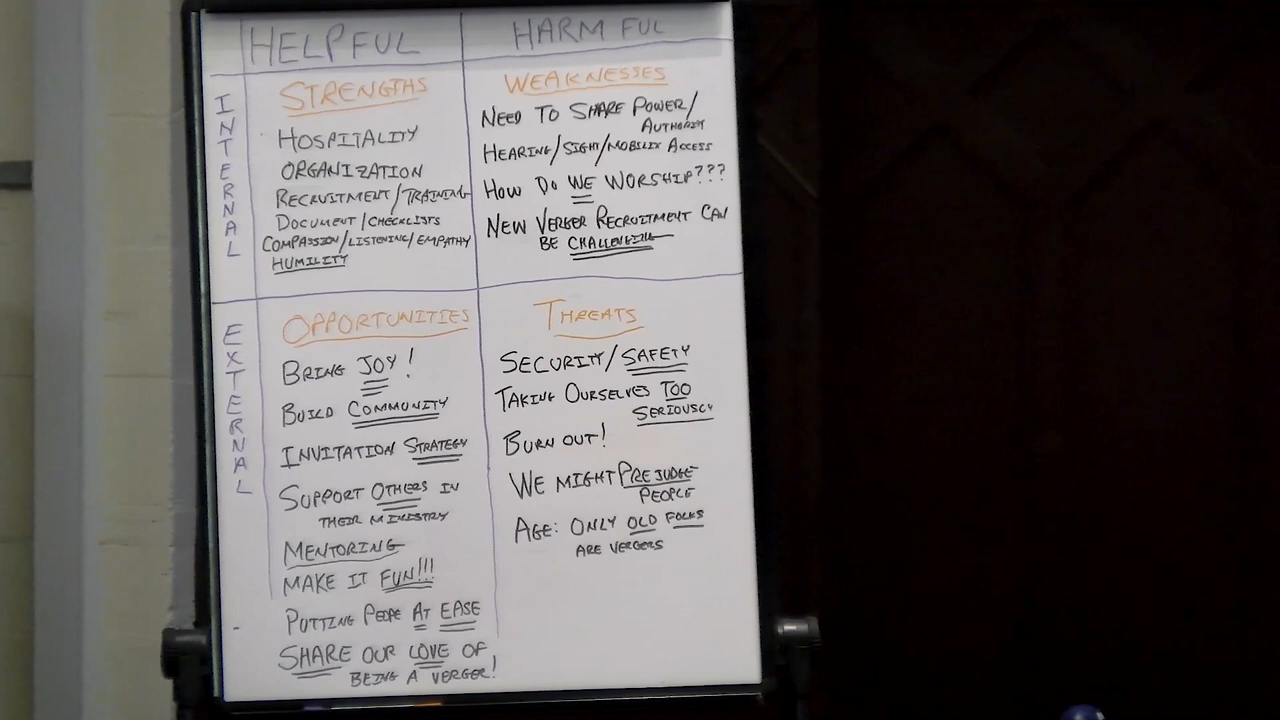 HELPFUL
HARMFUL
INTERNAL
STRENGTHS
HOSPITALITY
ORGANIZATION
RECRUITMENT/TRAINING
DOCUMENT/CHECKLISTS
COMPASSION/LISTENING/EMPATHY
HUMILITY
WEAKNESSES
NEED TO SHARE POWER/
AUTHORITY
HEARING/SIGHT/MOBILITY ACCESS
HOW DO WE WORSHIP???
NEW VERGER RECRUITMENT CAN
BE CHALLENGING
EXTERNAL
OPPORTUNITIES
BRING JOY!
BUILD COMMUNITY
INVITATION STRATEGY
SUPPORT OTHERS IN
THEIR MINISTRY
MENTORING
MAKE IT FUN!!!
PUTTING PEOPLE AT EASE
SHARE OUR LOVE OF
BEING A VERGER!
THREATS
SECURITY/SAFETY
TAKING OURSELVES TOO
SERIOUSLY
BURN OUT!
WE MIGHT PREJUDGE
PEOPLE
AGE: ONLY OLD FOLKS
ARE VERGERS